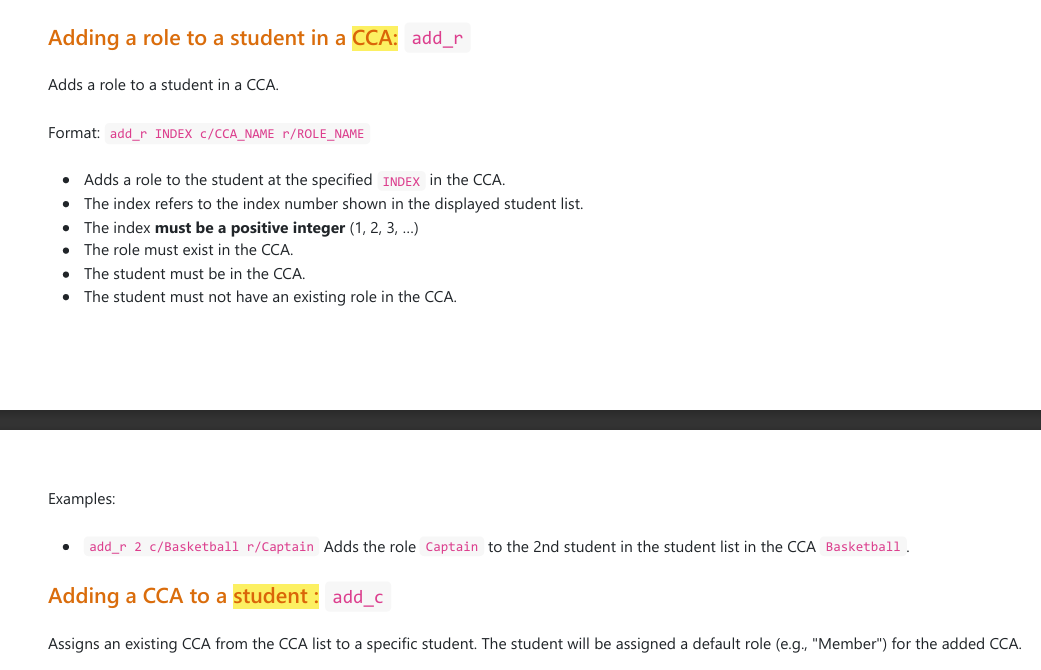 Adding a role to a student in a CCA: add_r
Adds a role to a student in a CCA.
Format: add_r INDEX c/CCA_NAME r/ROLE_NAME
• Adds a role to the student at the specified INDEX in the CCA.
• The index refers to the index number shown in the displayed student list.
• The index must be a positive integer (1, 2, 3, …)
• The role must exist in the CCA.
• The student must be in the CCA.
• The student must not have an existing role in the CCA.
Examples:
• add_r 2 c/Basketball r/Captain Adds the role Captain to the 2nd student in the student list in the CCA Basketball .
Adding a CCA to a student : add_c
Assigns an existing CCA from the CCA list to a specific student. The student will be assigned a default role (e.g., "Member") for the added CCA.